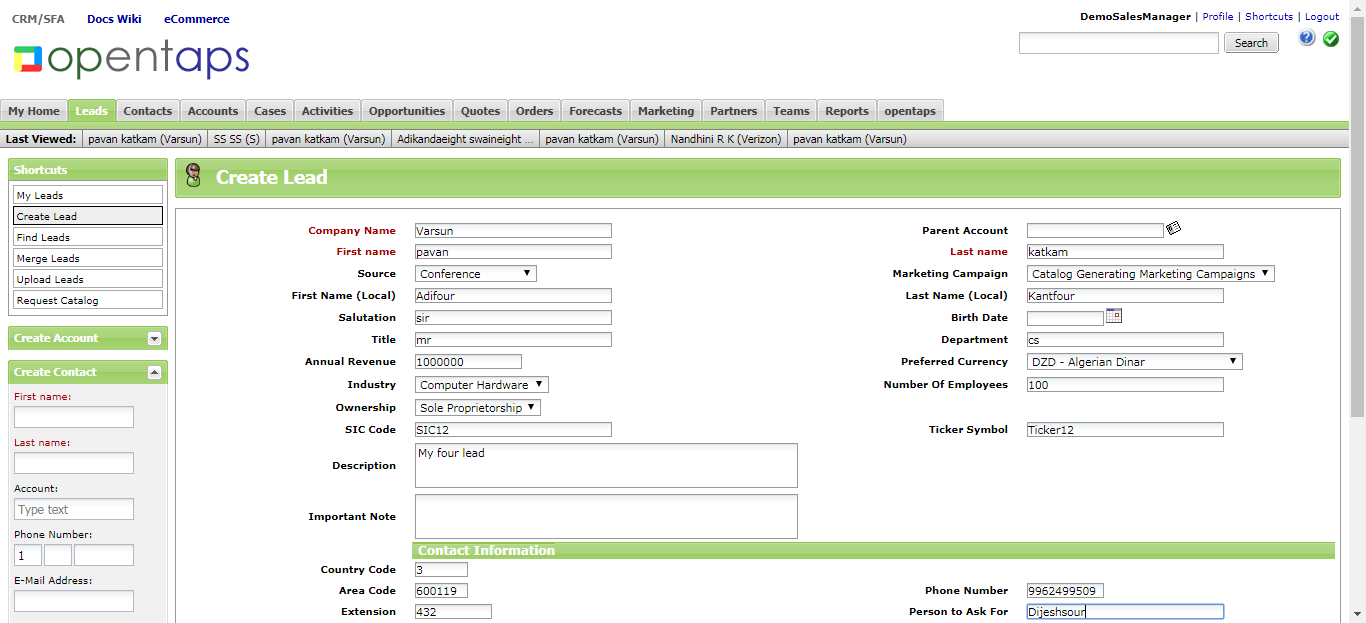 CRM/SFA Docs Wiki eCommerce
DemoSalesManager | Profile | Shortcuts | Logout
opentaps
Search
?
My Home Leads Contacts Accounts Cases Activities Opportunities Quotes Orders Forecasts Marketing Partners Teams Reports opentaps
Last Viewed: pavan katkam (Varsun) SS SS (S) pavan katkam (Varsun) Adikandaeight swaineight ... pavan katkam (Varsun) Nandhini R K (Verizon) pavan katkam (Varsun)
Shortcuts
My Leads
Create Lead
Find Leads
Merge Leads
Upload Leads
Request Catalog
Create Account
Create Contact
First name:
Last name:
Account:
Type text
Phone Number:
1
E-Mail Address:
Create Lead
Company Name Varsun Parent Account
First name pavan Last name katkam
Source Conference Marketing Campaign Catalog Generating Marketing Campaigns
First Name (Local) Adifour Last Name (Local) Kantfour
Salutation sir Birth Date
Title mr Department cs
Annual Revenue 1000000 Preferred Currency DZD - Algerian Dinar
Industry Computer Hardware Number Of Employees 100
Ownership Sole Proprietorship
SIC Code SIC12 Ticker Symbol Ticker12
Description My four lead
Important Note
Contact Information
Country Code 3
Area Code 600119 Phone Number 9962499509
Extension 432 Person to Ask For Dijeshsour